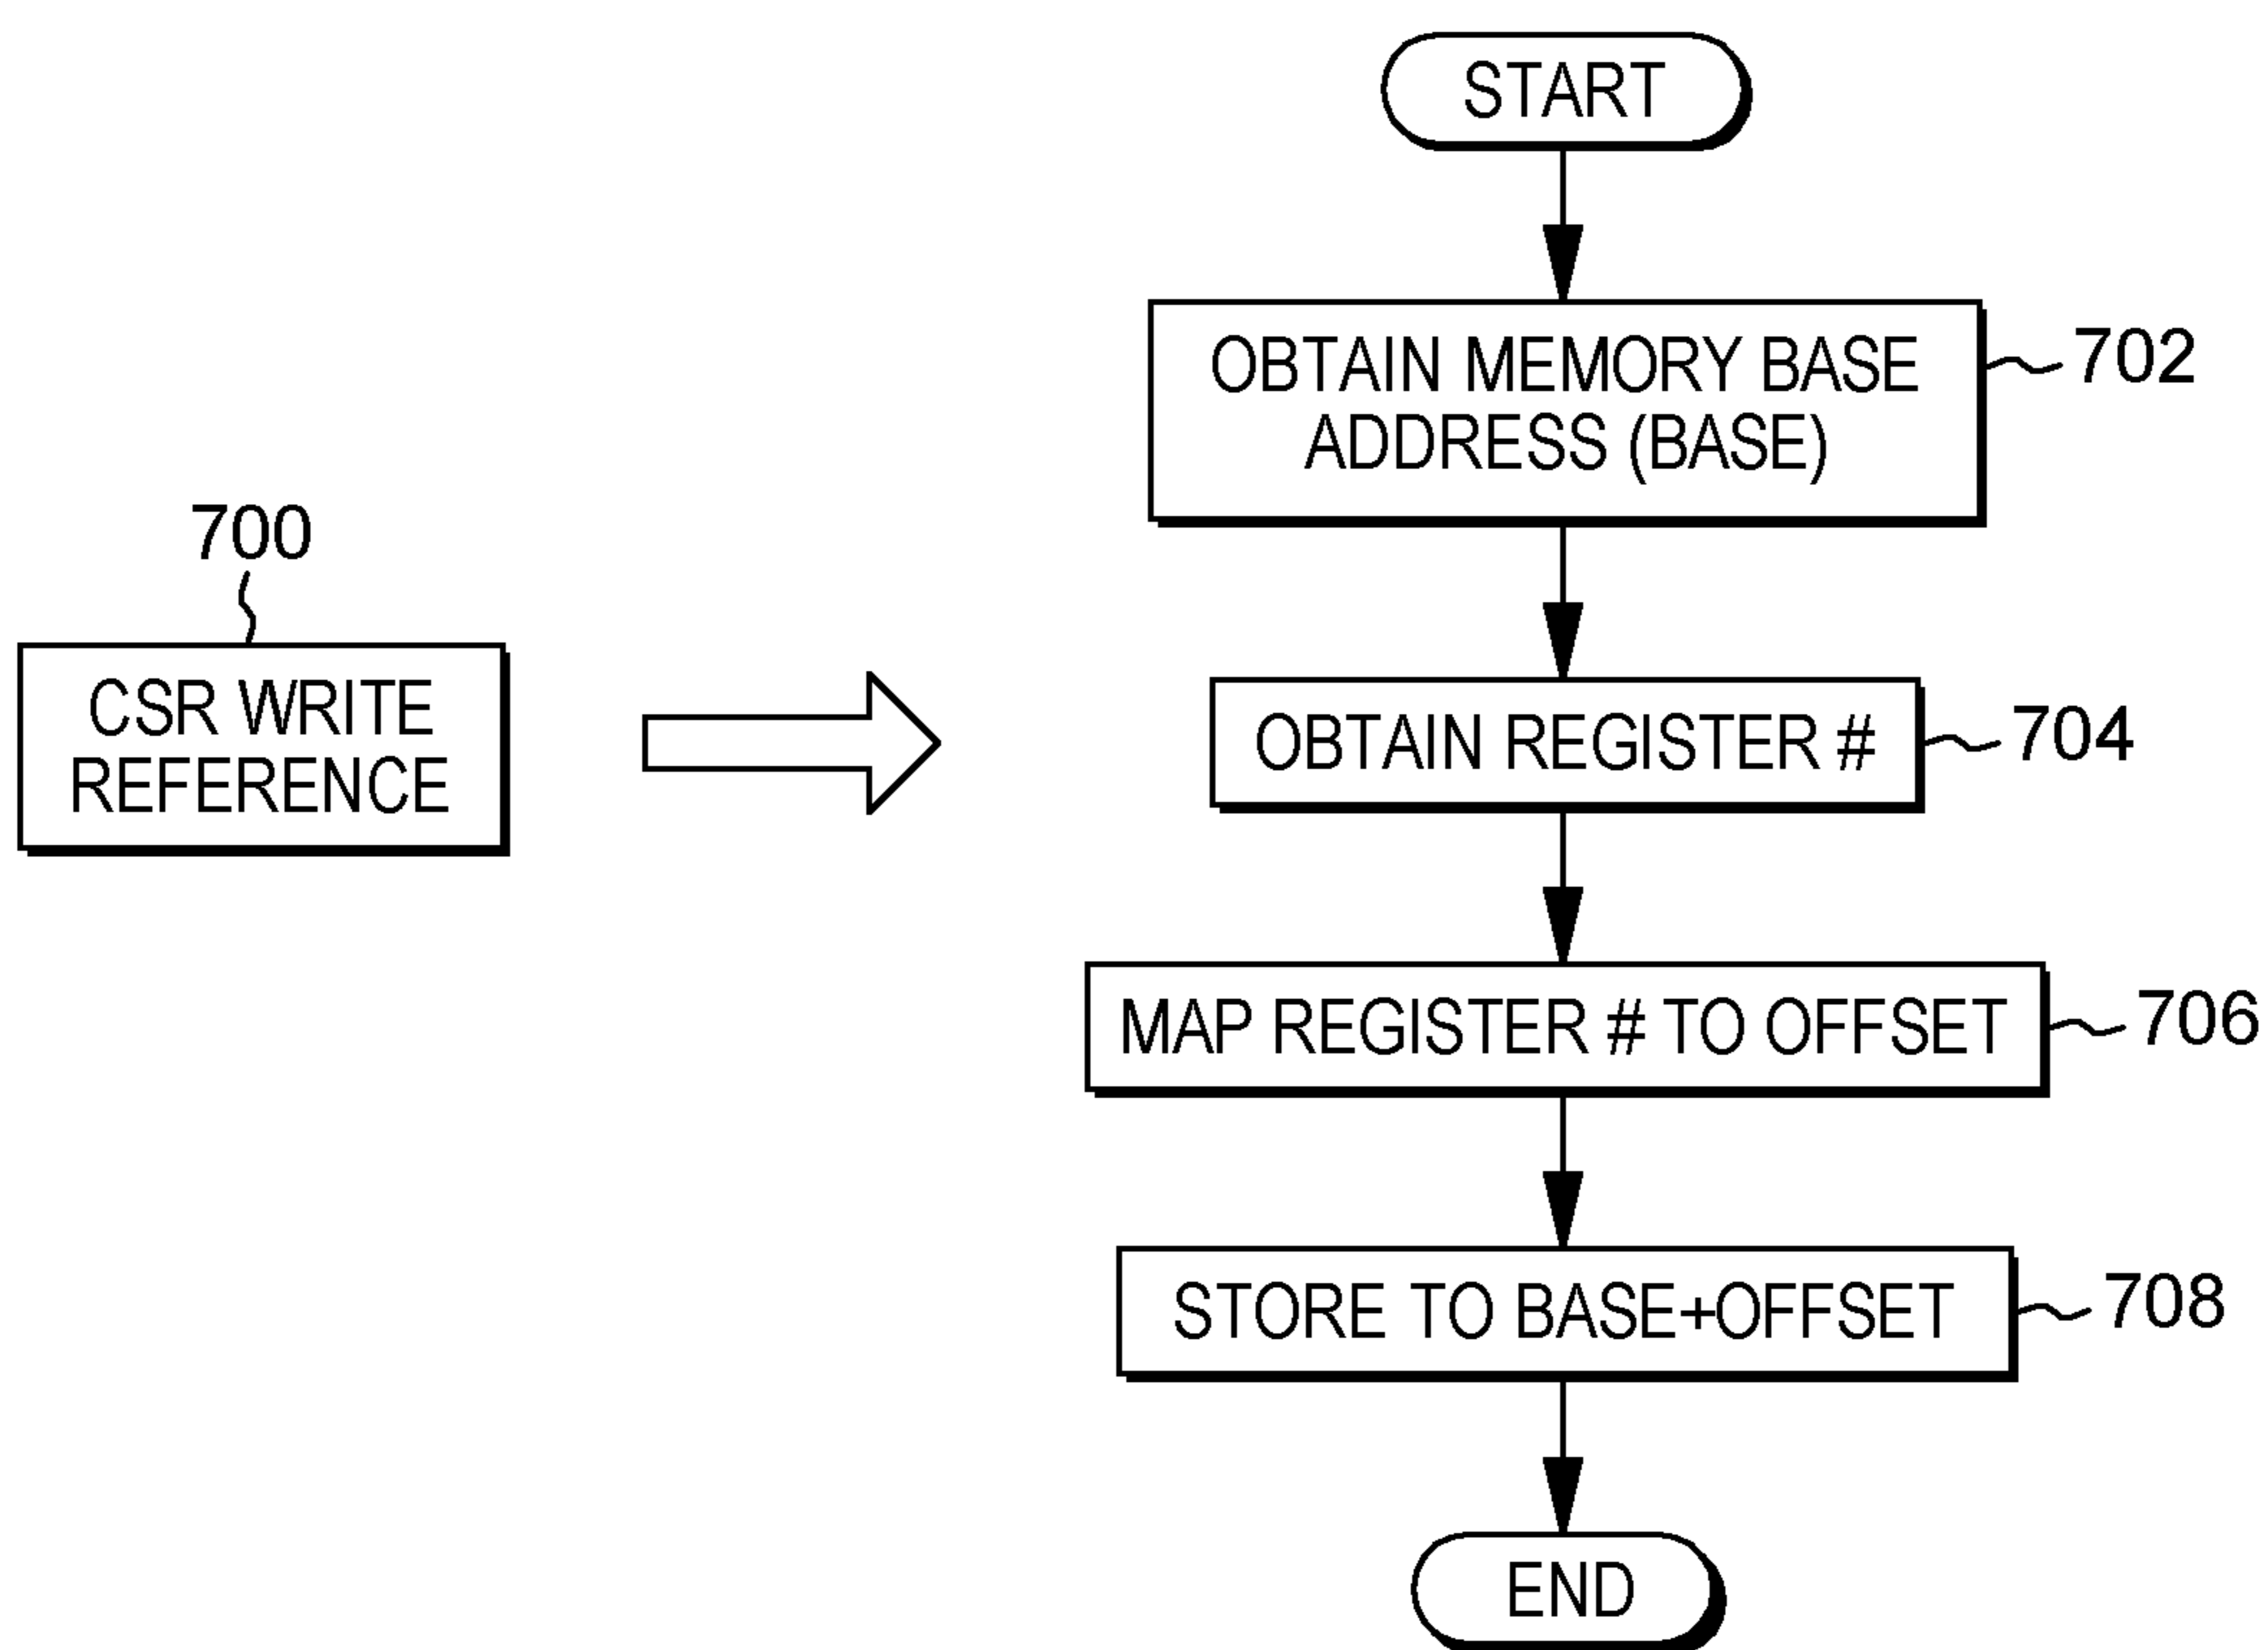 700
CSR WRITE
REFERENCE
START
OBTAIN MEMORY BASE
ADDRESS (BASE)
702
OBTAIN REGISTER #
704
MAP REGISTER # TO OFFSET
706
STORE TO BASE+OFFSET
708
END